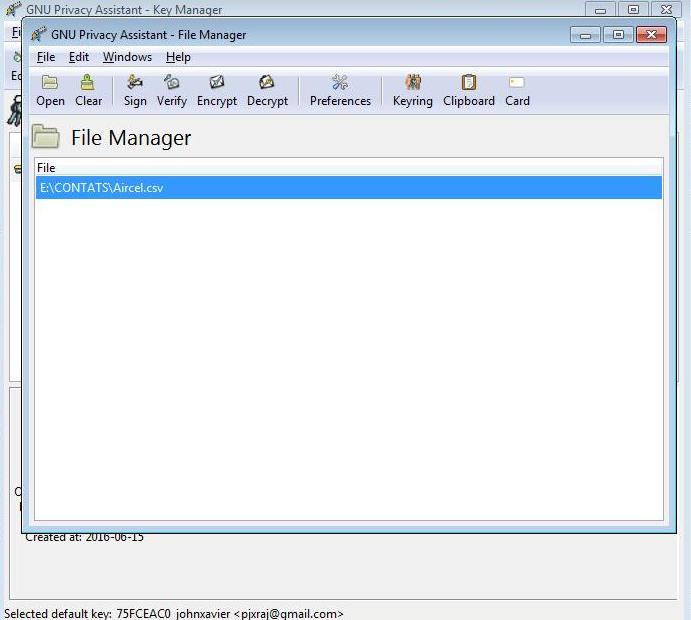 GNU Privacy Assistant - Key Manager
GNU Privacy Assistant - File Manager
File Edit Windows Help
Open Clear Sign Verify Encrypt Decrypt Preferences Keyring Clipboard Card
File Manager
File
E:\CONTATS\Aircel.csv
Created at: 2016-06-15
Selected default key: 75FCEAC0 johnxavier <pjxraj@gmail.com>